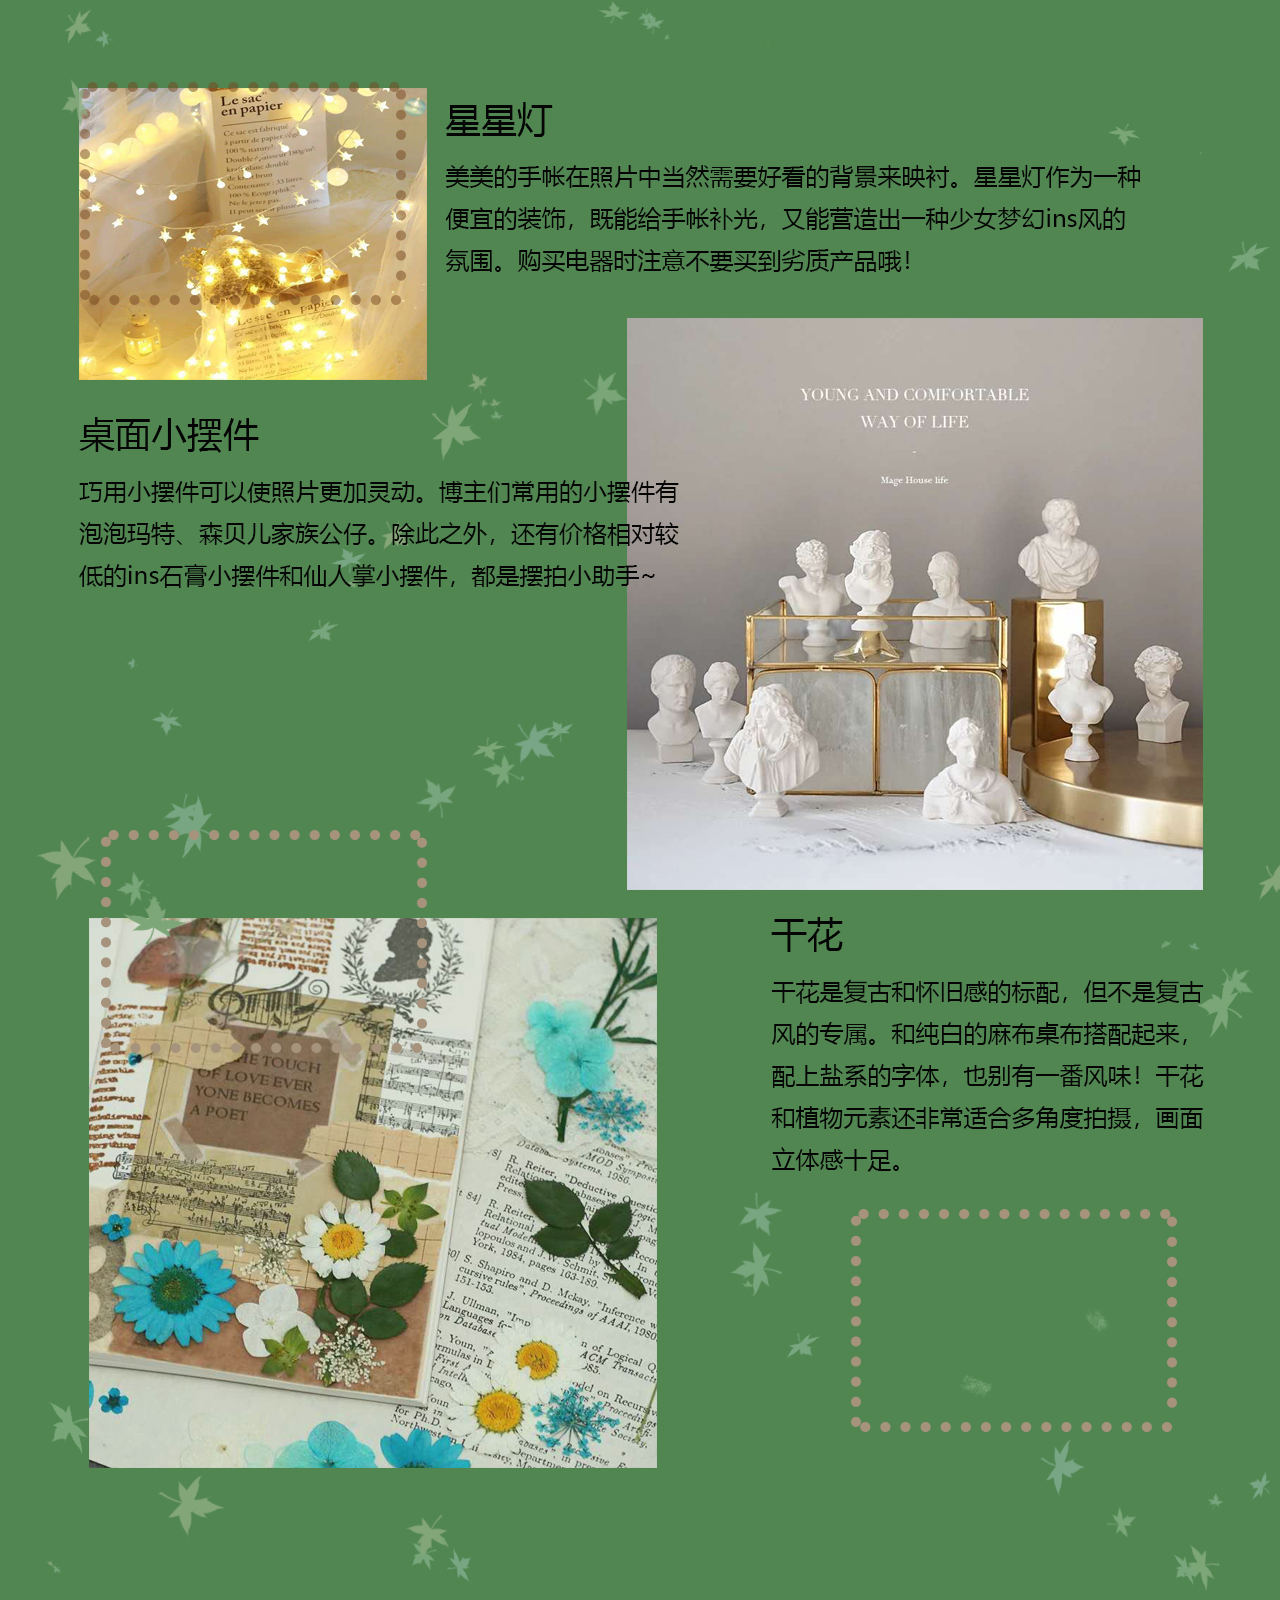 Le sac
en papier
Ce sac est fabriqué
à partir de papier
100 % naturel.
星星灯
美美的手帐在照片中当然需要好看的背景来映衬。星星灯作为一种
便宜的装饰，既能给手帐补光，又能营造出一种少女梦幻ins风的
氛围。购买电器时注意不要买到劣质产品哦！
YOUNG AND COMFORTABLE
WAY OF LIFE
-
Mage House life
桌面小摆件
巧用小摆件可以使照片更加灵动。博主们常用的小摆件有
泡泡玛特、森贝儿家族公仔。除此之外，还有价格相对较
低的ins石膏小摆件和仙人掌小摆件，都是摆拍小助手~
THE TOUCH
OF LOVE EVER
YONE BECOMES
A POET
干花
干花是复古和怀旧感的标配，但不是复古
风的专属。和纯白的麻布桌布搭配起来，
配上盐系的字体，也别有一番风味！干花
和植物元素还非常适合多角度拍摄，画面
立体感十足。